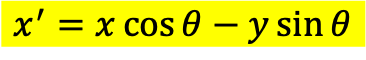 x′ = x cos θ − y sin θ